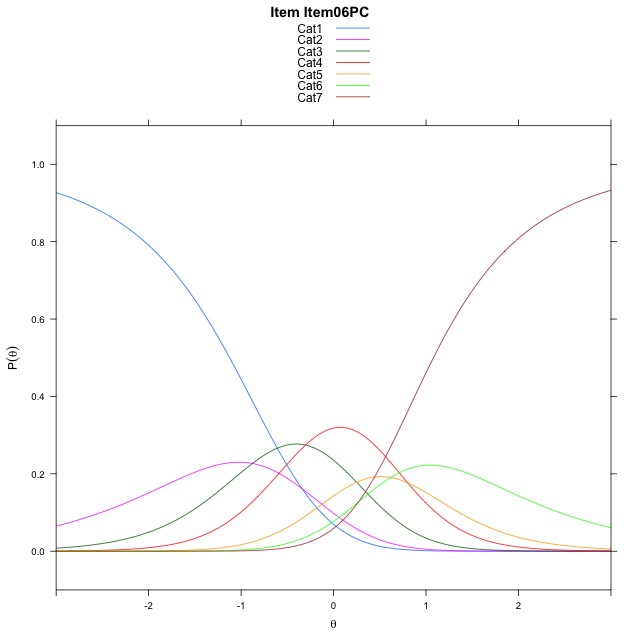 Item Item06PC
Cat1
Cat2
Cat3
Cat4
Cat5
Cat6
Cat7
1.0
0.8
0.6
0.4
0.2
0.0
P(θ)
-2 -1 0 1 2
θ